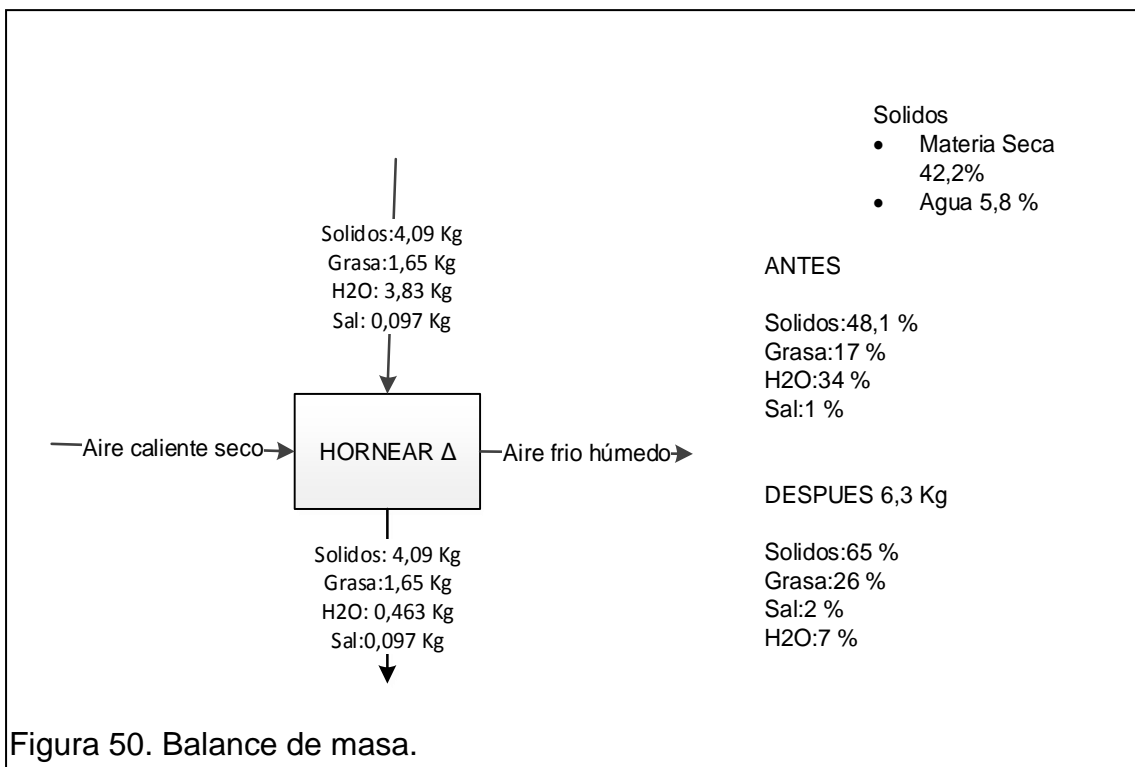 Solidos
• Materia Seca
42,2%
• Agua 5,8 %
Solidos:4,09 Kg
Grasa:1,65 Kg
H2O: 3,83 Kg
Sal: 0,097 Kg
Aire caliente seco
HORNEAR Δ
Aire frio húmedo
Solidos: 4,09 Kg
Grasa:1,65 Kg
H2O: 0,463 Kg
Sal:0,097 Kg
ANTES
Solidos:48,1 %
Grasa:17 %
H2O:34 %
Sal:1 %
DESPUES 6,3 Kg
Solidos:65 %
Grasa:26 %
Sal:2 %
H2O:7 %
Figura 50. Balance de masa.